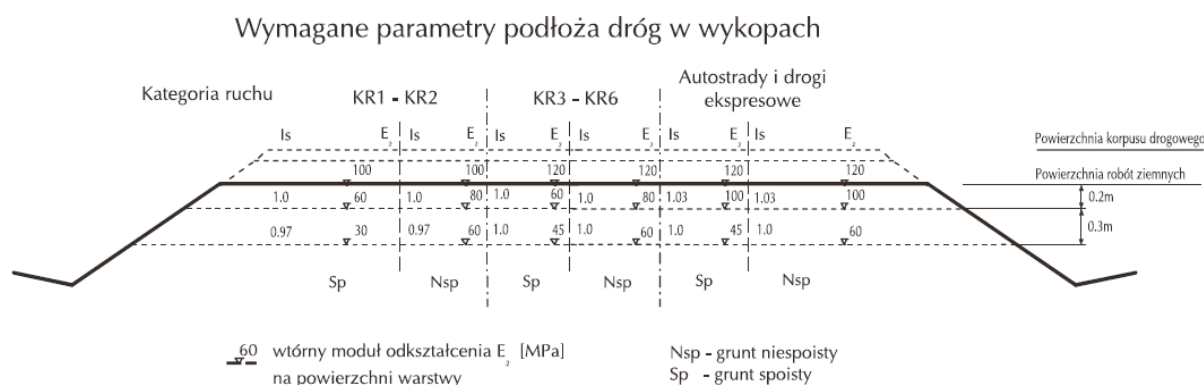 Wymagane parametry podłoża dróg w wykopach
Kategoria ruchu
KR1 - KR2
KR3 - KR6
Autostrady i drogi
ekspresowe
Is E₂ Is E₂ Is E₂ Is E₂ Is E₂ Is E₂
Powierzchnia korpusu drogowego
100 100 120 120 120 120
Powierzchnia robót ziemnych
1.0 60 1.0 80 1.0 60 1.0 80 1.03 100 1.03 100
0.2m
0.97 30 0.97 60 1.0 45 1.0 60 1.0 45 1.0 60
0.3m
Sp Nsp Sp Nsp Sp Nsp
60 wtórny moduł odkształcenia E₂ [MPa]
na powierzchni warstwy
Nsp - grunt niespoisty
Sp - grunt spoisty